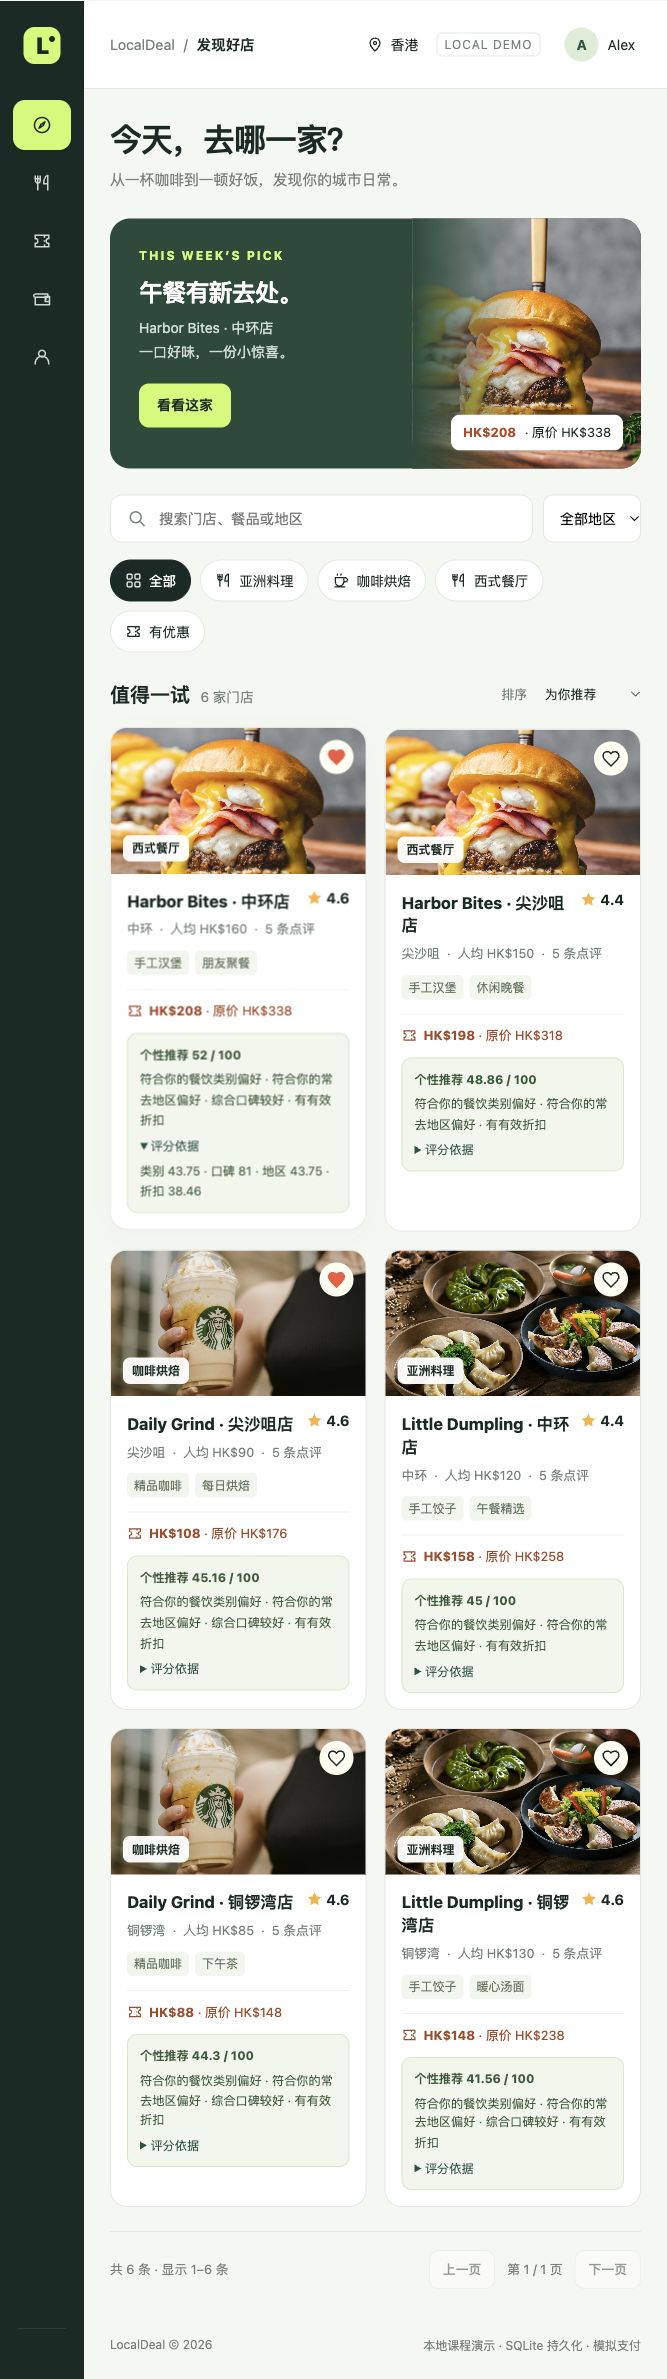 L
LocalDeal / 发现好店
香港
LOCAL DEMO
A
Alex
今天，去哪一家？
从一杯咖啡到一顿好饭，发现你的城市日常。
THIS WEEK'S PICK
午餐有新去处。
Harbor Bites · 中环店
一口好味，一份小惊喜。
看看这家
HK$208 · 原价 HK$338
搜索门店、餐品或地区
全部地区
全部
亚洲料理
咖啡烘焙
西式餐厅
有优惠
值得一试 6 家门店
排序 为你推荐
西式餐厅
Harbor Bites · 中环店
4.6
中环 · 人均 HK$160 · 5 条点评
手工汉堡
朋友聚餐
HK$208 · 原价 HK$338
个性推荐 52 / 100
符合你的餐饮类别偏好 · 符合你的常
去地区偏好 · 综合口碑较好 · 有有效
折扣
▼评分依据
类别 43.75 · 口碑 81 · 地区 43.75 ·
折扣 38.46
西式餐厅
Harbor Bites · 尖沙咀
店
4.4
尖沙咀 · 人均 HK$150 · 5 条点评
手工汉堡
休闲晚餐
HK$198 · 原价 HK$318
个性推荐 48.86 / 100
符合你的餐饮类别偏好 · 符合你的常
去地区偏好 · 有有效折扣
▶评分依据
咖啡烘焙
Daily Grind · 尖沙咀店
4.6
尖沙咀 · 人均 HK$90 · 5 条点评
精品咖啡
每日烘焙
HK$108 · 原价 HK$176
个性推荐 45.16 / 100
符合你的餐饮类别偏好 · 符合你的常
去地区偏好 · 综合口碑较好 · 有有效
折扣
▶评分依据
亚洲料理
Little Dumpling · 中环
店
4.4
中环 · 人均 HK$120 · 5 条点评
手工饺子
午餐精选
HK$158 · 原价 HK$258
个性推荐 45 / 100
符合你的餐饮类别偏好 · 符合你的常
去地区偏好 · 有有效折扣
▶评分依据
咖啡烘焙
Daily Grind · 铜锣湾店
4.6
铜锣湾 · 人均 HK$85 · 5 条点评
精品咖啡
下午茶
HK$88 · 原价 HK$148
个性推荐 44.3 / 100
符合你的餐饮类别偏好 · 符合你的常
去地区偏好 · 综合口碑较好 · 有有效
折扣
▶评分依据
亚洲料理
Little Dumpling · 铜锣
湾店
4.6
铜锣湾 · 人均 HK$130 · 5 条点评
手工饺子
暖心汤面
HK$148 · 原价 HK$238
个性推荐 41.56 / 100
符合你的餐饮类别偏好 · 符合你的常
去地区偏好 · 综合口碑较好 · 有有效
折扣
▶评分依据
共 6 条 · 显示 1–6 条
上一页
第 1 / 1 页
下一页
LocalDeal © 2026
本地课程演示 · SQLite 持久化 · 模拟支付